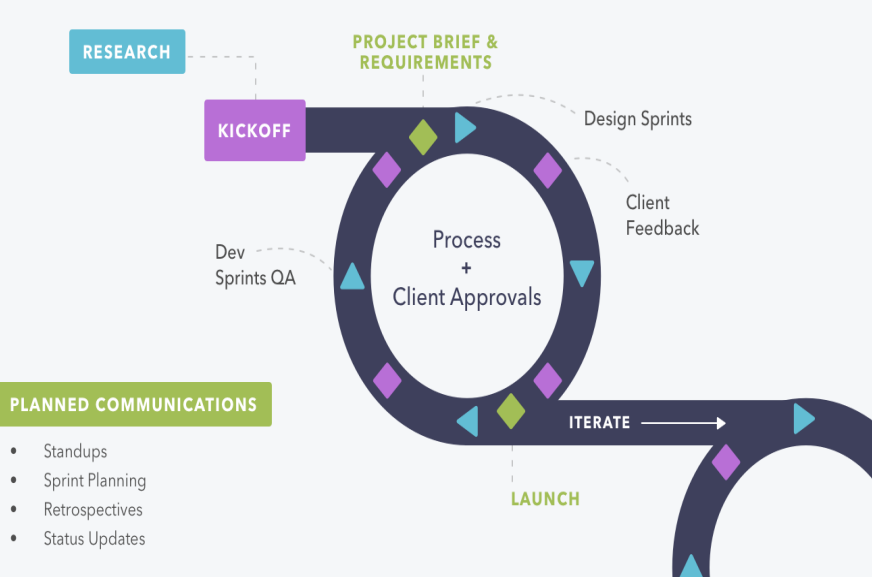 RESEARCH
PROJECT BRIEF &
REQUIREMENTS
KICKOFF
Design Sprints
Client
Feedback
Process
+
Client Approvals
Dev
Sprints QA
PLANNED COMMUNICATIONS
• Standups
• Sprint Planning
• Retrospectives
• Status Updates
ITERATE
LAUNCH